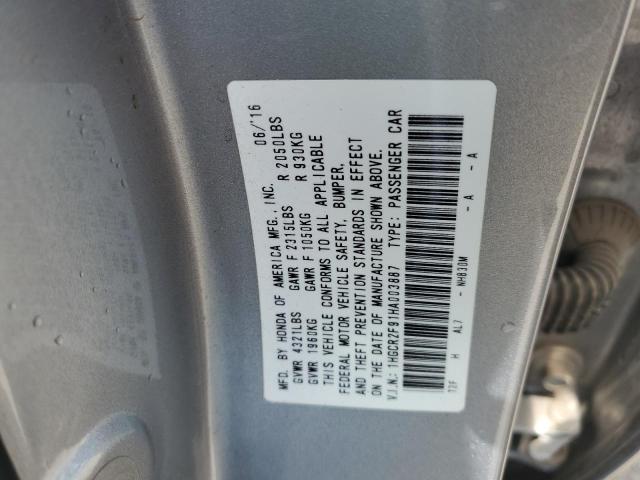 MFD. BY HONDA OF AMERICA MFG., INC. 06/'16
GVWR 4321LBS GAWR F 2315LBS R 2050LBS
GVWR 1960KG GAWR F 1050KG R 930KG
THIS VEHICLE CONFORMS TO ALL APPLICABLE
FEDERAL MOTOR VEHICLE SAFETY, BUMPER,
AND THEFT PREVENTION STANDARDS IN EFFECT
ON THE DATE OF MANUFACTURE SHOWN ABOVE.
V.I.N.: 1HGCR2F91HA003887 TYPE: PASSENGER CAR
T2F H AL7 - NH830M - A - A